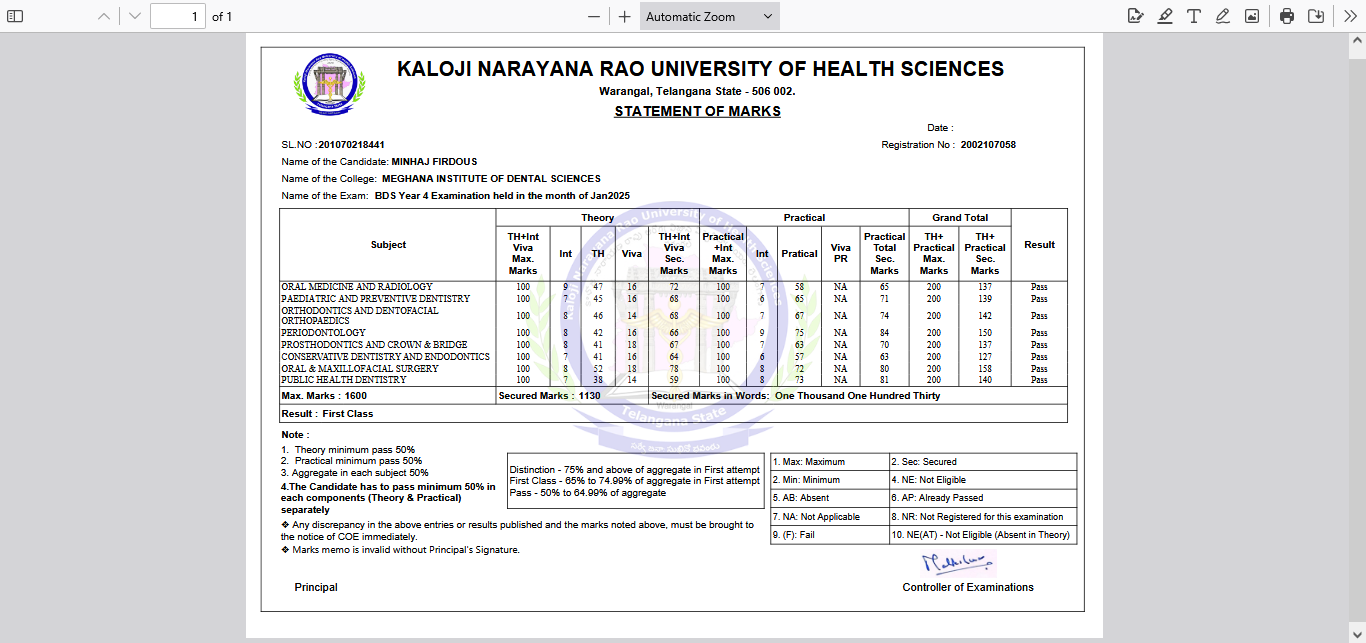 1 of 1
Automatic Zoom
KALOJI NARAYANA RAO UNIVERSITY OF HEALTH SCIENCES
Warangal, Telangana State - 506 002.
STATEMENT OF MARKS
Date :
SL.NO :201070218441 Registration No : 2002107058
Name of the Candidate: MINHAJ FIRDOUS
Name of the College: MEGHANA INSTITUTE OF DENTAL SCIENCES
Name of the Exam: BDS Year 4 Examination held in the month of Jan2025
Subject Theory Practical Grand Total Result
TH+Int Viva Max. Marks Int TH Viva TH+Int Viva Sec. Marks Practical +Int Max. Marks Int Pratical Viva PR Practical Total Sec. Marks TH+ Practical Max. Marks TH+ Practical Sec. Marks
ORAL MEDICINE AND RADIOLOGY 100 9 47 16 72 100 7 58 NA 65 200 137 Pass
PAEDIATRIC AND PREVENTIVE DENTISTRY 100 7 45 16 68 100 6 65 NA 71 200 139 Pass
ORTHODONTICS AND DENTOFACIAL
ORTHOPAEDICS 100 8 46 14 68 100 7 67 NA 74 200 142 Pass
PERIODONTOLOGY 100 8 42 16 66 100 9 75 NA 84 200 150 Pass
PROSTHODONTICS AND CROWN & BRIDGE 100 8 41 18 67 100 7 63 NA 70 200 137 Pass
CONSERVATIVE DENTISTRY AND ENDODONTICS 100 7 41 16 64 100 6 57 NA 63 200 127 Pass
ORAL & MAXILLOFACIAL SURGERY 100 8 52 18 78 100 8 72 NA 80 200 158 Pass
PUBLIC HEALTH DENTISTRY 100 7 38 14 59 100 8 73 NA 81 200 140 Pass
Max. Marks : 1600 Secured Marks : 1130 Secured Marks in Words: One Thousand One Hundred Thirty
Result : First Class
Kaloji Narayana Rao University of Health Sciences
Warangal
Telangana State
Note :
1. Theory minimum pass 50%
2. Practical minimum pass 50%
3. Aggregate in each subject 50%
4.The Candidate has to pass minimum 50% in
each components (Theory & Practical)
separately
❖ Any discrepancy in the above entries or results published and the marks noted above, must be brought to
the notice of COE immediately.
❖ Marks memo is invalid without Principal's Signature.
Distinction - 75% and above of aggregate in First attempt
First Class - 65% to 74.99% of aggregate in First attempt
Pass - 50% to 64.99% of aggregate
1. Max: Maximum 2. Sec: Secured
2. Min: Minimum 4. NE: Not Eligible
5. AB: Absent 6. AP: Already Passed
7. NA: Not Applicable 8. NR: Not Registered for this examination
9. (F): Fail 10. NE(AT) - Not Eligible (Absent in Theory)
Principal Controller of Examinations